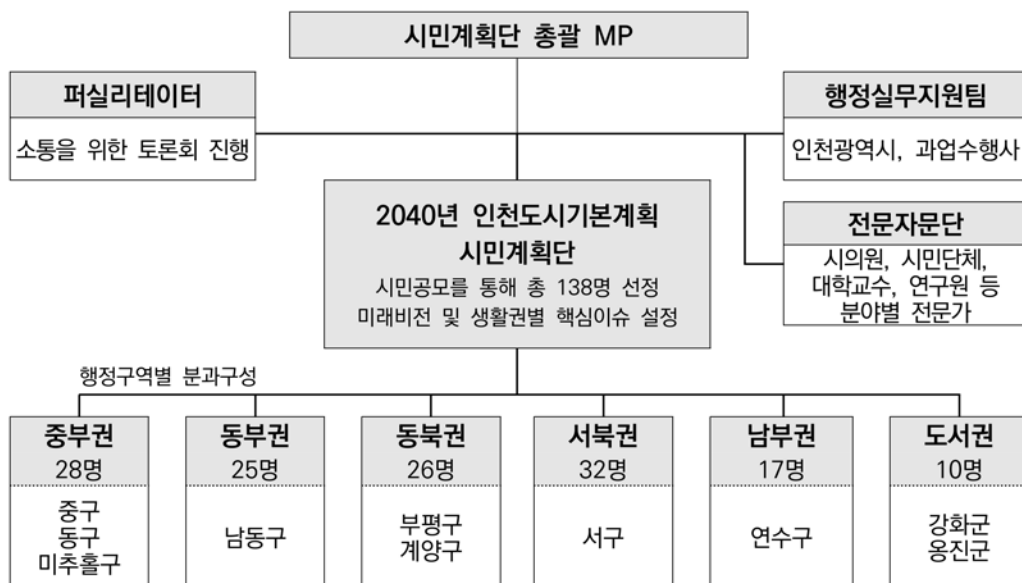 시민계획단 총괄 MP
퍼실리테이터
소통을 위한 토론회 진행
행정실무지원팀
인천광역시, 과업수행사
2040년 인천도시기본계획
시민계획단
시민공모를 통해 총 138명 선정
미래비전 및 생활권별 핵심이슈 설정
전문자문단
시의원, 시민단체,
대학교수, 연구원 등
분야별 전문가
행정구역별 분과구성
중부권
28명
중구
동구
미추홀구
동부권
25명
남동구
동북권
26명
부평구
계양구
서북권
32명
서구
남부권
17명
연수구
도서권
10명
강화군
옹진군